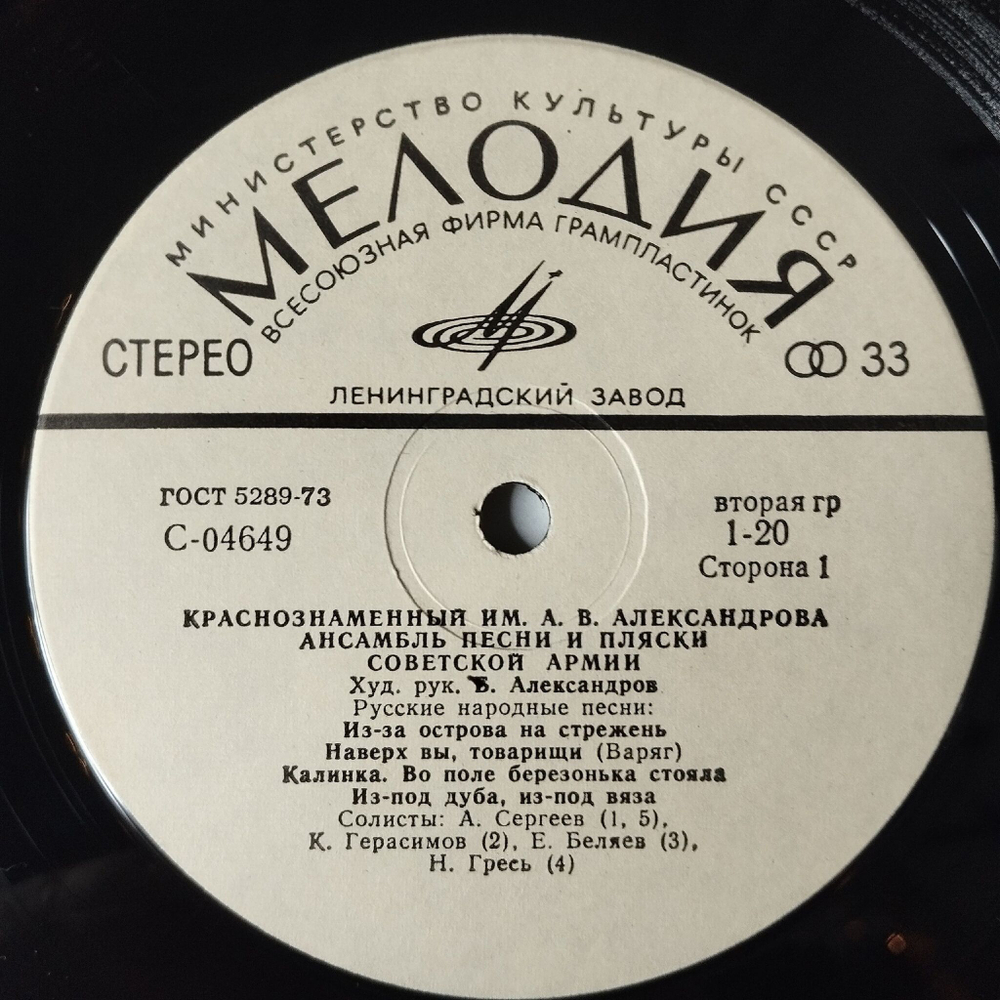 МИНИСТЕРСТВО КУЛЬТУРЫ СССР
МЕЛОДИЯ
ВСЕСОЮЗНАЯ ФИРМА ГРАМПЛАСТИНОК
СТЕРЕО
33
ЛЕНИНГРАДСКИЙ ЗАВОД
ГОСТ 5289-73
С-04649
вторая гр
1-20
Сторона 1
КРАСНОЗНАМЕННЫЙ ИМ. А. В. АЛЕКСАНДРОВА
АНСАМБЛЬ ПЕСНИ И ПЛЯСКИ
СОВЕТСКОЙ АРМИИ
Худ. рук. Б. Александров
Русские народные песни:
Из-за острова на стрежень
Наверх вы, товарищи (Варяг)
Калинка. Во поле березонька стояла
Из-под дуба, из-под вяза
Солисты: А. Сергеев (1, 5),
К. Герасимов (2), Е. Беляев (3),
Н. Гресь (4)